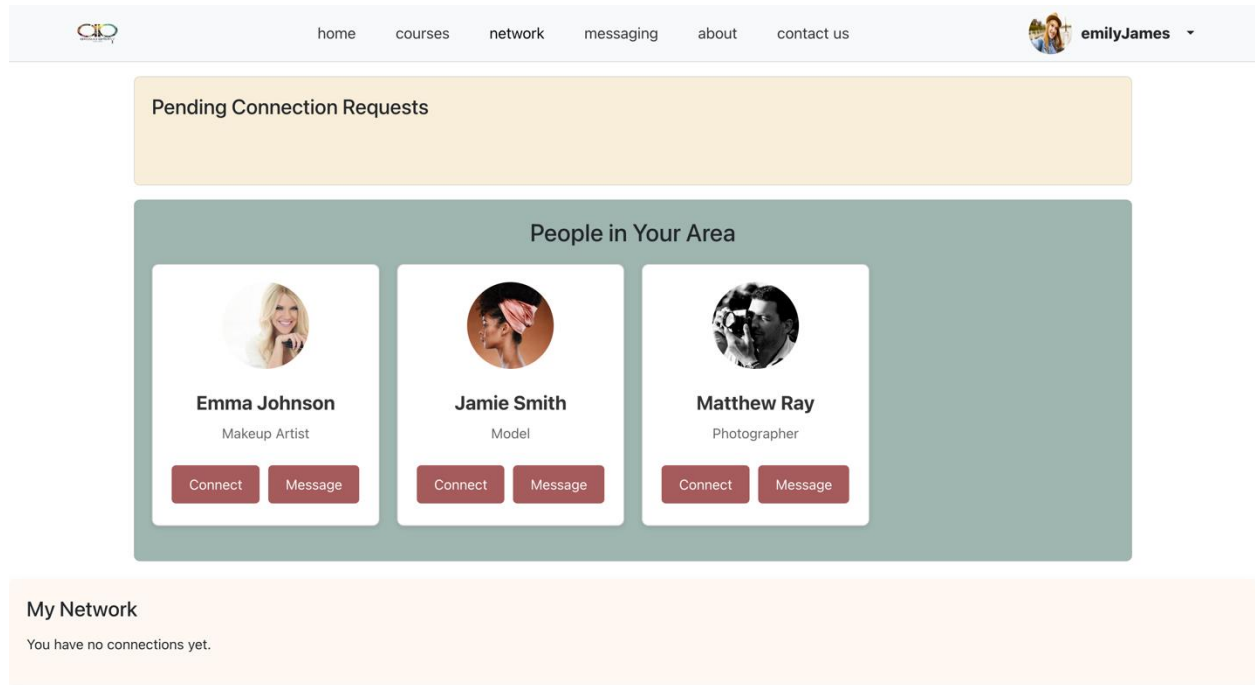 home courses network messaging about contact us emilyJames
Pending Connection Requests
People in Your Area
Emma Johnson
Makeup Artist
Connect Message
Jamie Smith
Model
Connect Message
Matthew Ray
Photographer
Connect Message
My Network
You have no connections yet.